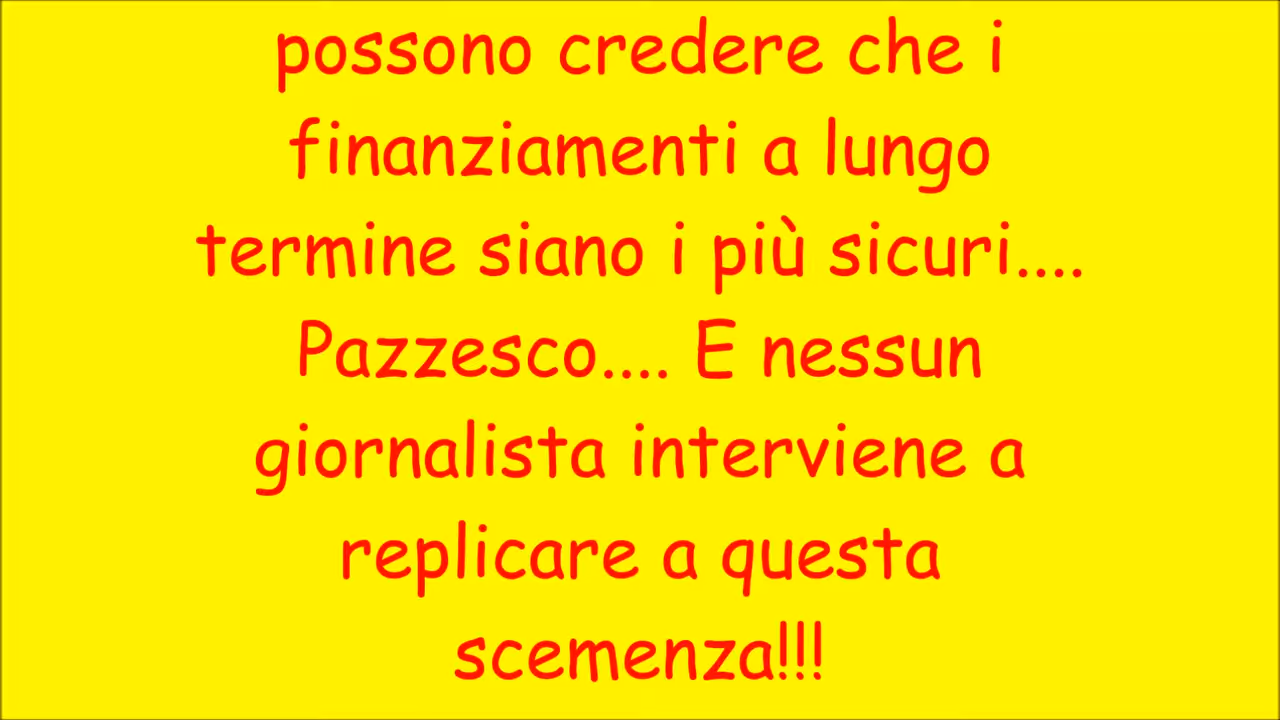 possono credere che i
finanziamenti a lungo
termine siano i più sicuri....
Pazzesco.... E nessun
giornalista interviene a
replicare a questa
scemenza!!!